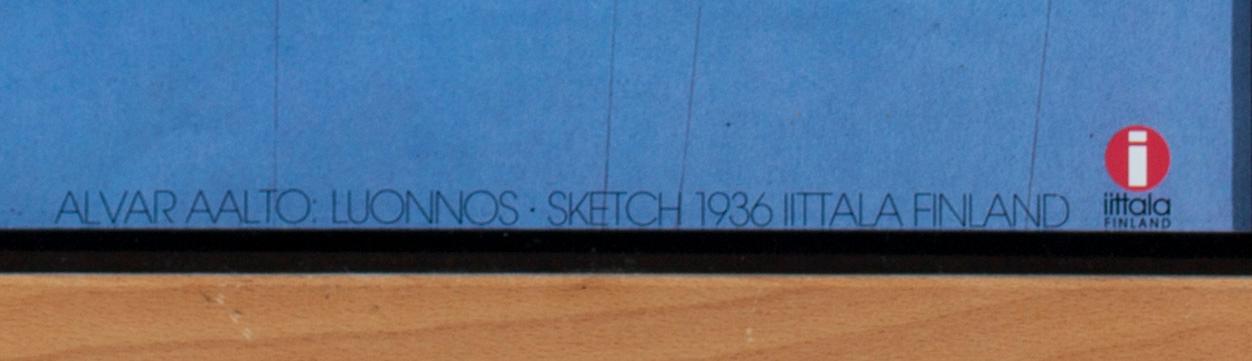 ALVAR AALTO: LUONNOS · SKETCH 1936 IITTALA FINLAND
i
iittala
FINLAND